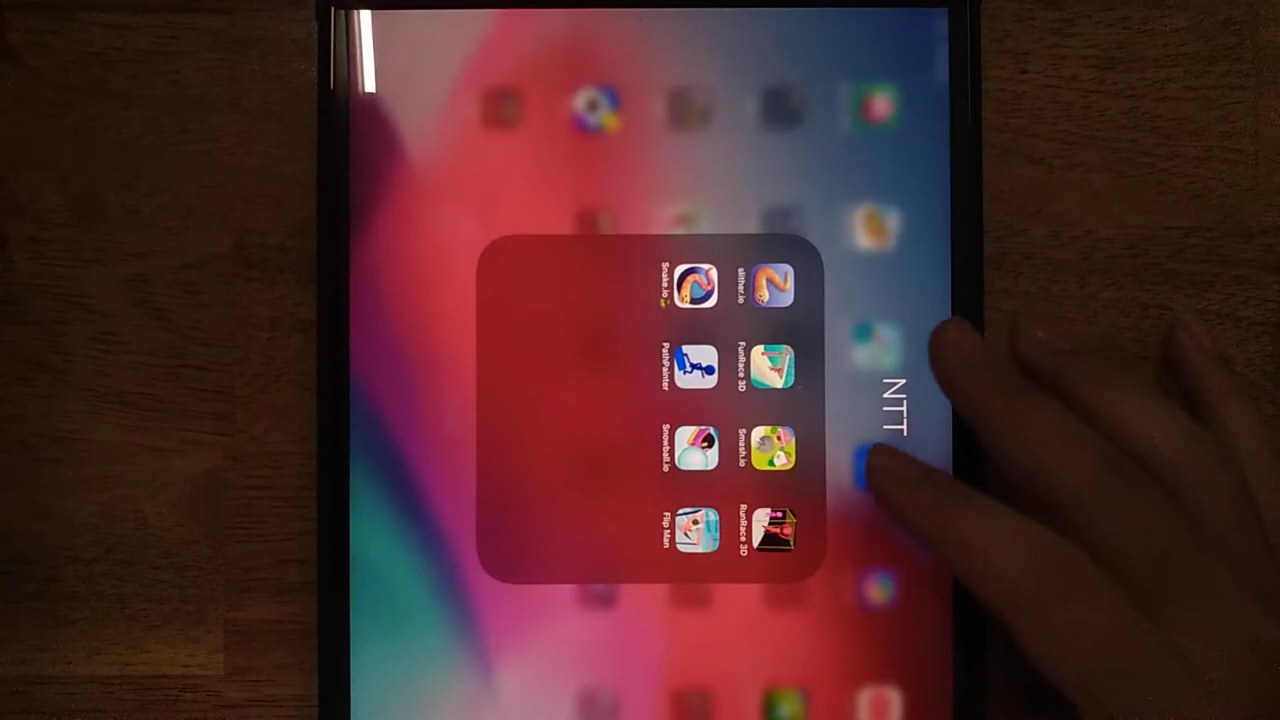 NTT
slither.io
FunRace 3D
Smash.io
RunRace 3D
Snake.io
PathPainter
Snowball.io
Flip Man